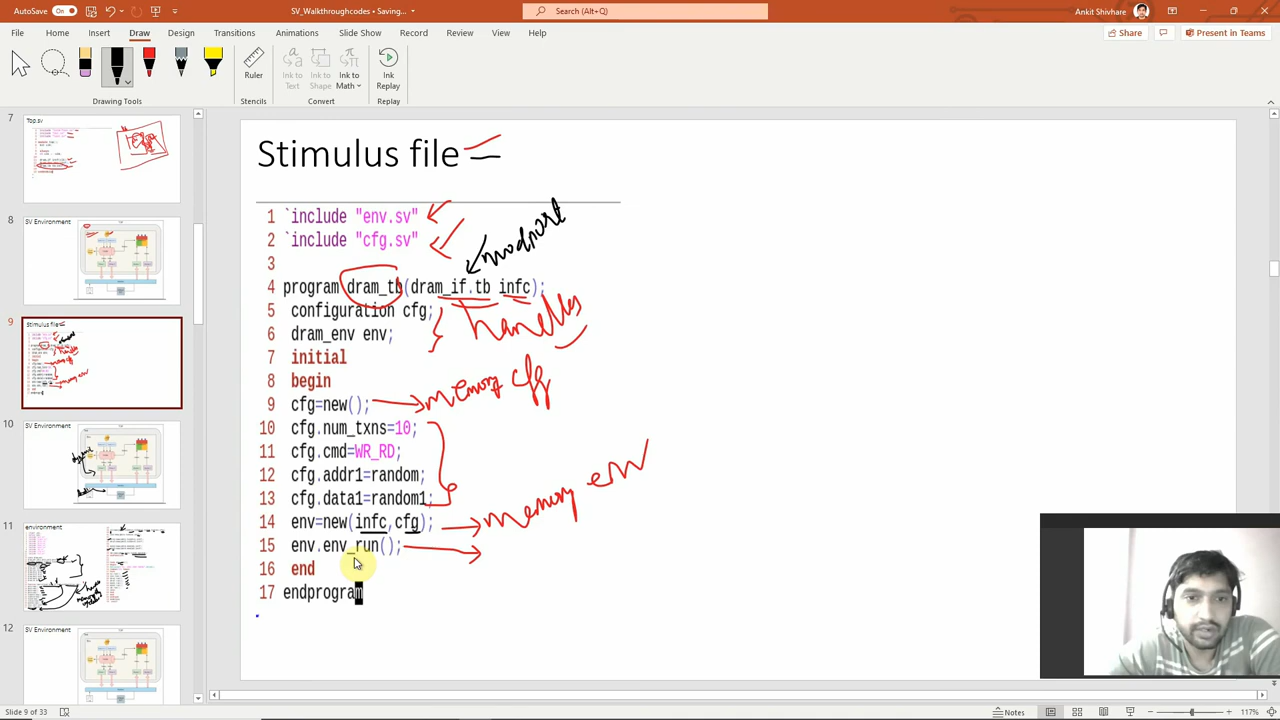 AutoSave On
SV_Walkthroughcodes • Saving...
Search (Alt+Q)
Ankit Shivhare
File Home Insert Draw Design Transitions Animations Slide Show Record Review View Help
Share
Present in Teams
Ruler
Ink to Text
Ink to Shape
Ink to Math
Ink Replay
Drawing Tools
Stencils
Convert
Replay
7
Top.sv
8
SV Environment
9
Stimulus file
10
SV Environment
11
environment
12
SV Environment
Stimulus file
1 `include "env.sv"
2 `include "cfg.sv"
modport
3
4 program dram_tb(dram_if.tb infc);
5 configuration cfg;
handles
6 dram_env env;
7 initial
8 begin
9 cfg=new();
memory cfg
10 cfg.num_txns=10;
11 cfg.cmd=WR_RD;
12 cfg.addr1=random;
13 cfg.data1=random1;
14 env=new(infc,cfg);
memory env
15 env.env_run();
16 end
17 endprogram
Slide 9 of 33
Notes
117%